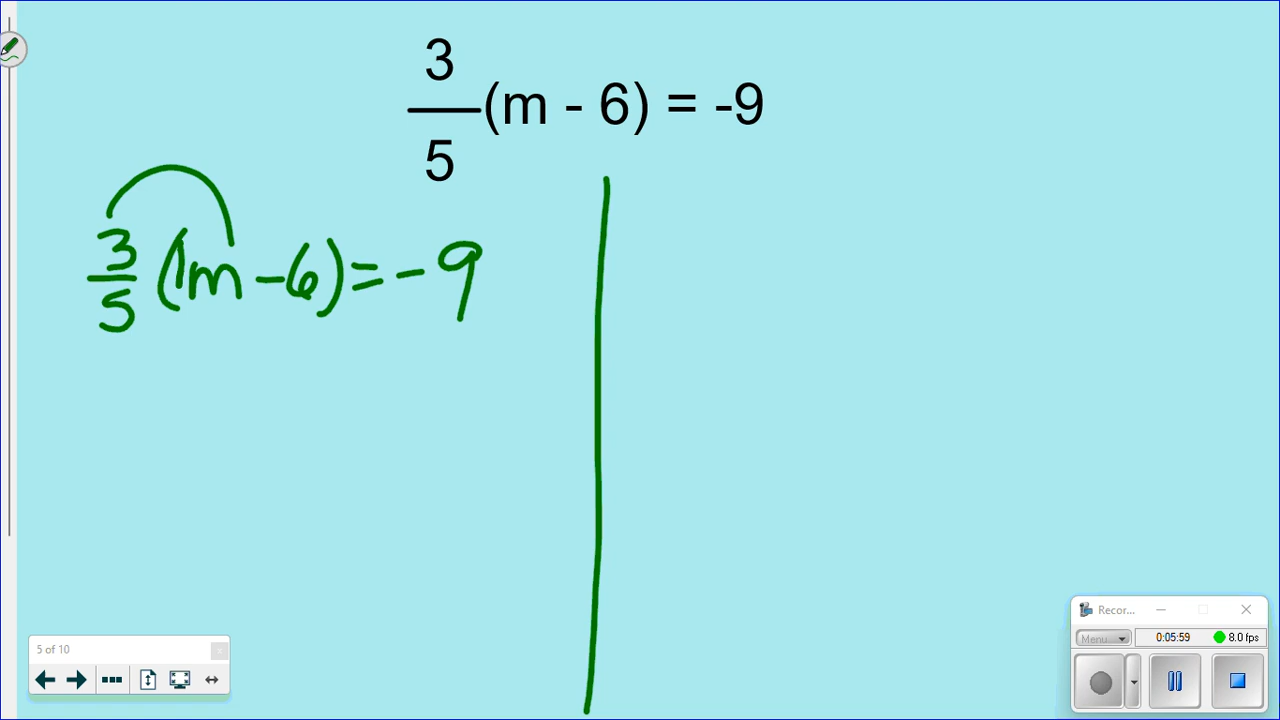 3
(m - 6) = -9
5
3/5 (1m - 6) = -9
5 of 10
x
Recor...
Menu
0:05:59
8.0 fps